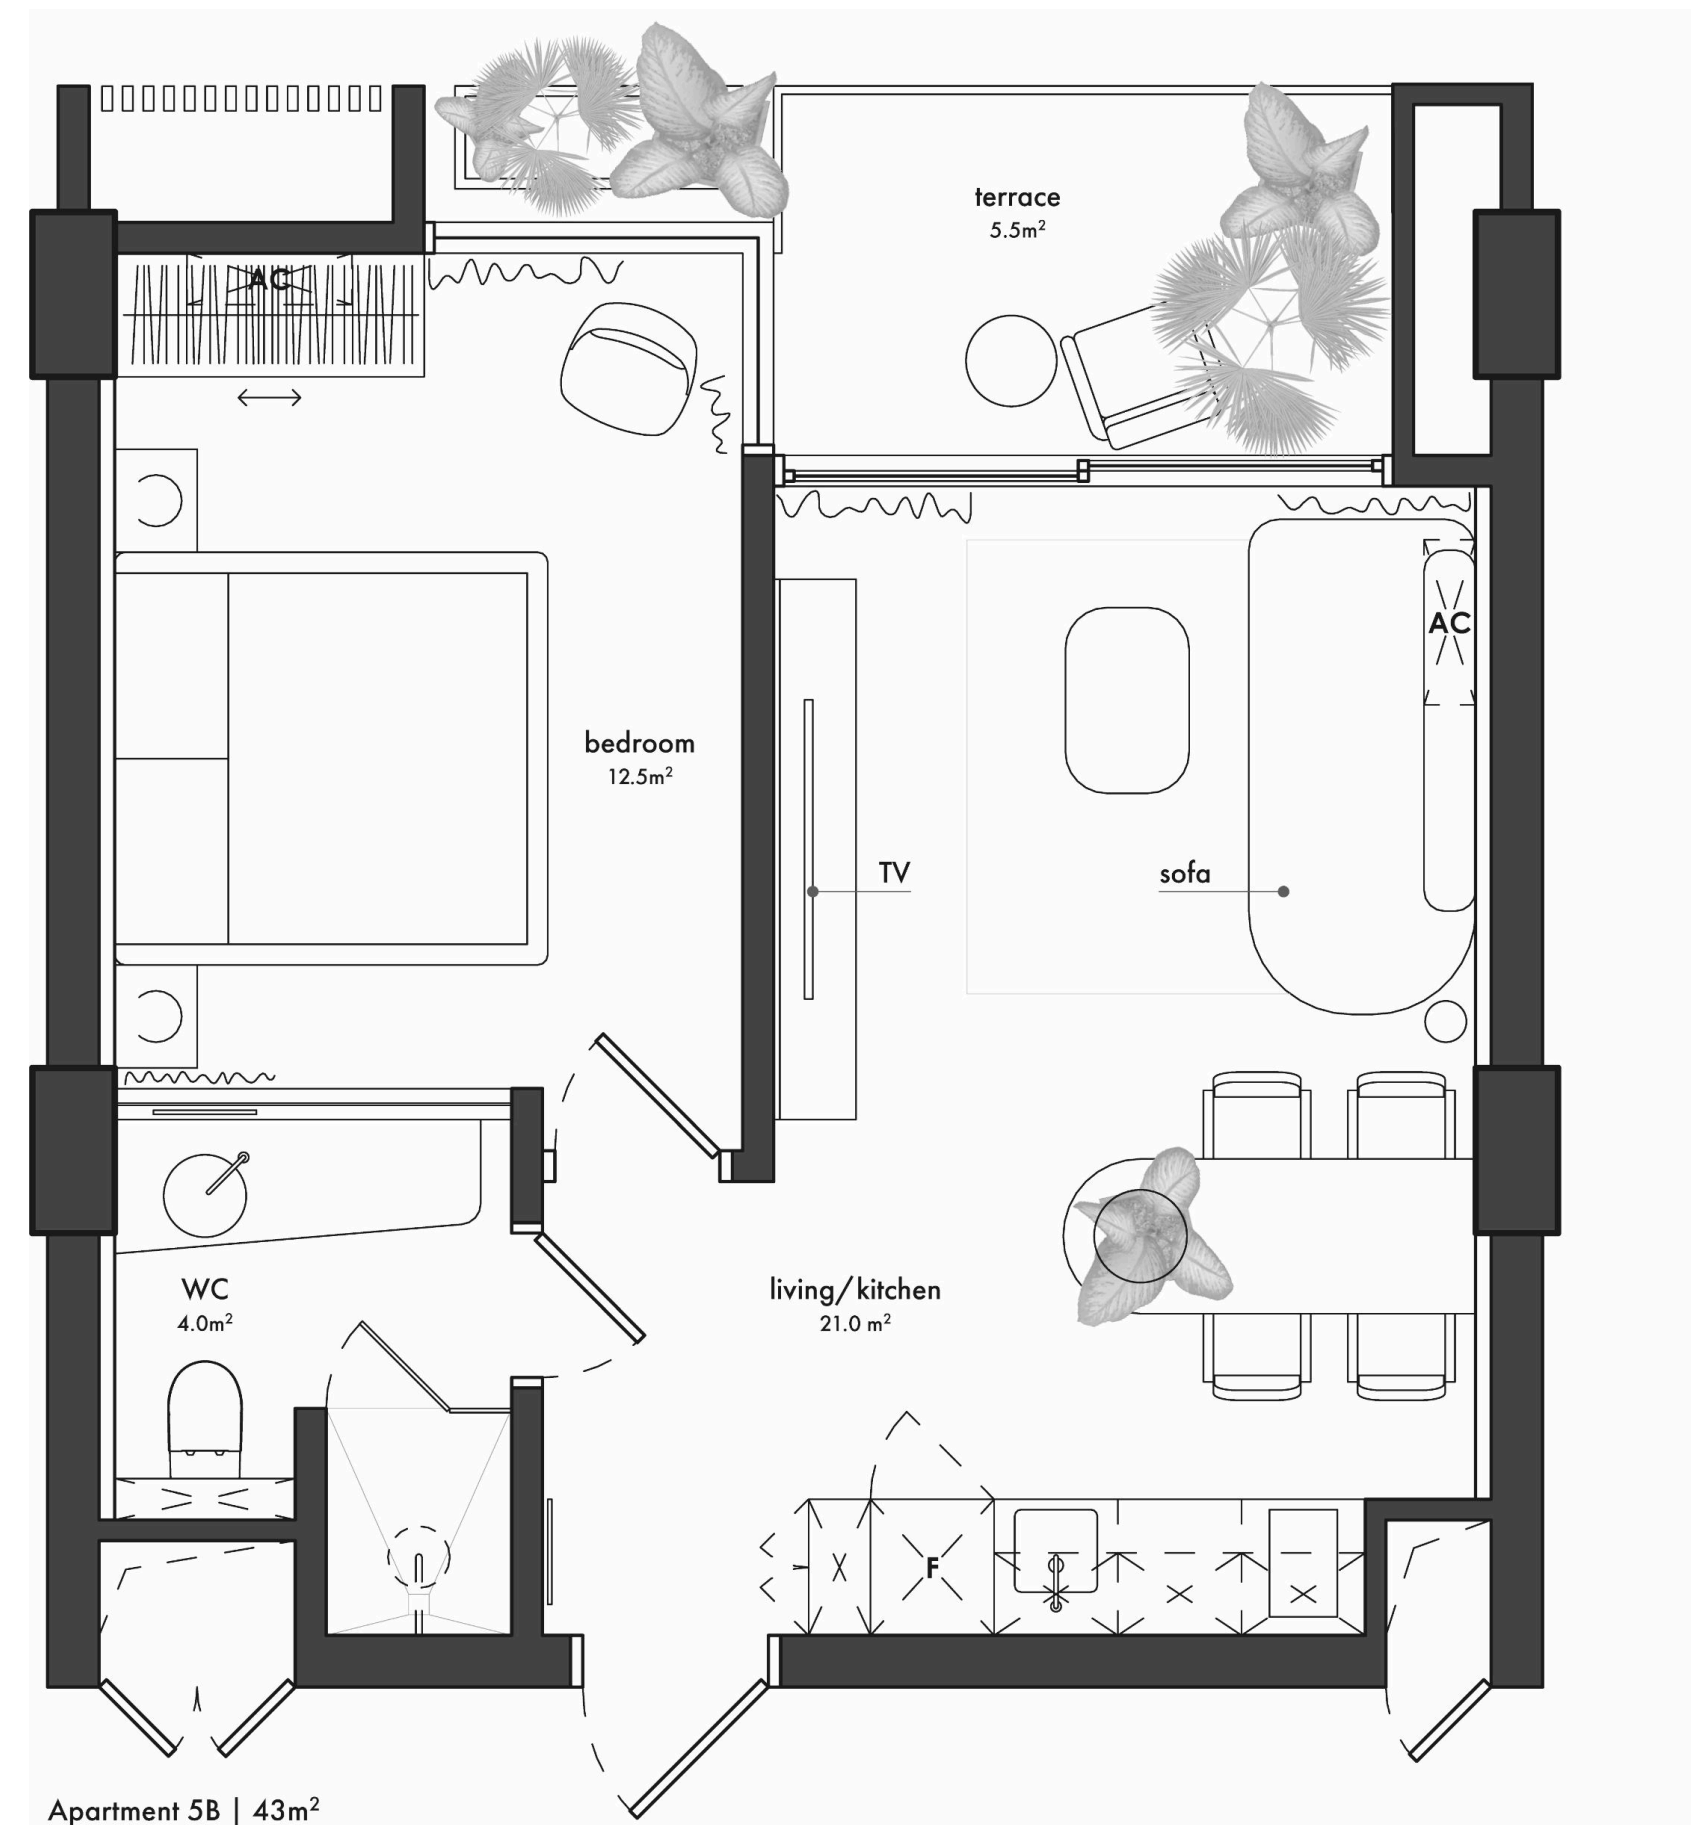 AC
terrace
5.5m²
AC
bedroom
12.5m²
TV
sofa
WC
4.0m²
living/kitchen
21.0 m²
F
Apartment 5B | 43m²